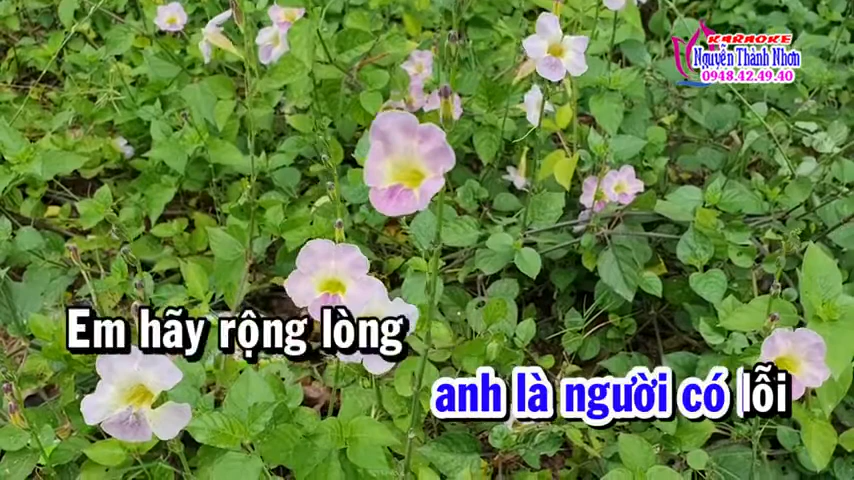 KARAOKE
Nguyễn Thành Nhơn
0948.42.49.40
Em hãy rộng lòng
anh là người có lỗi